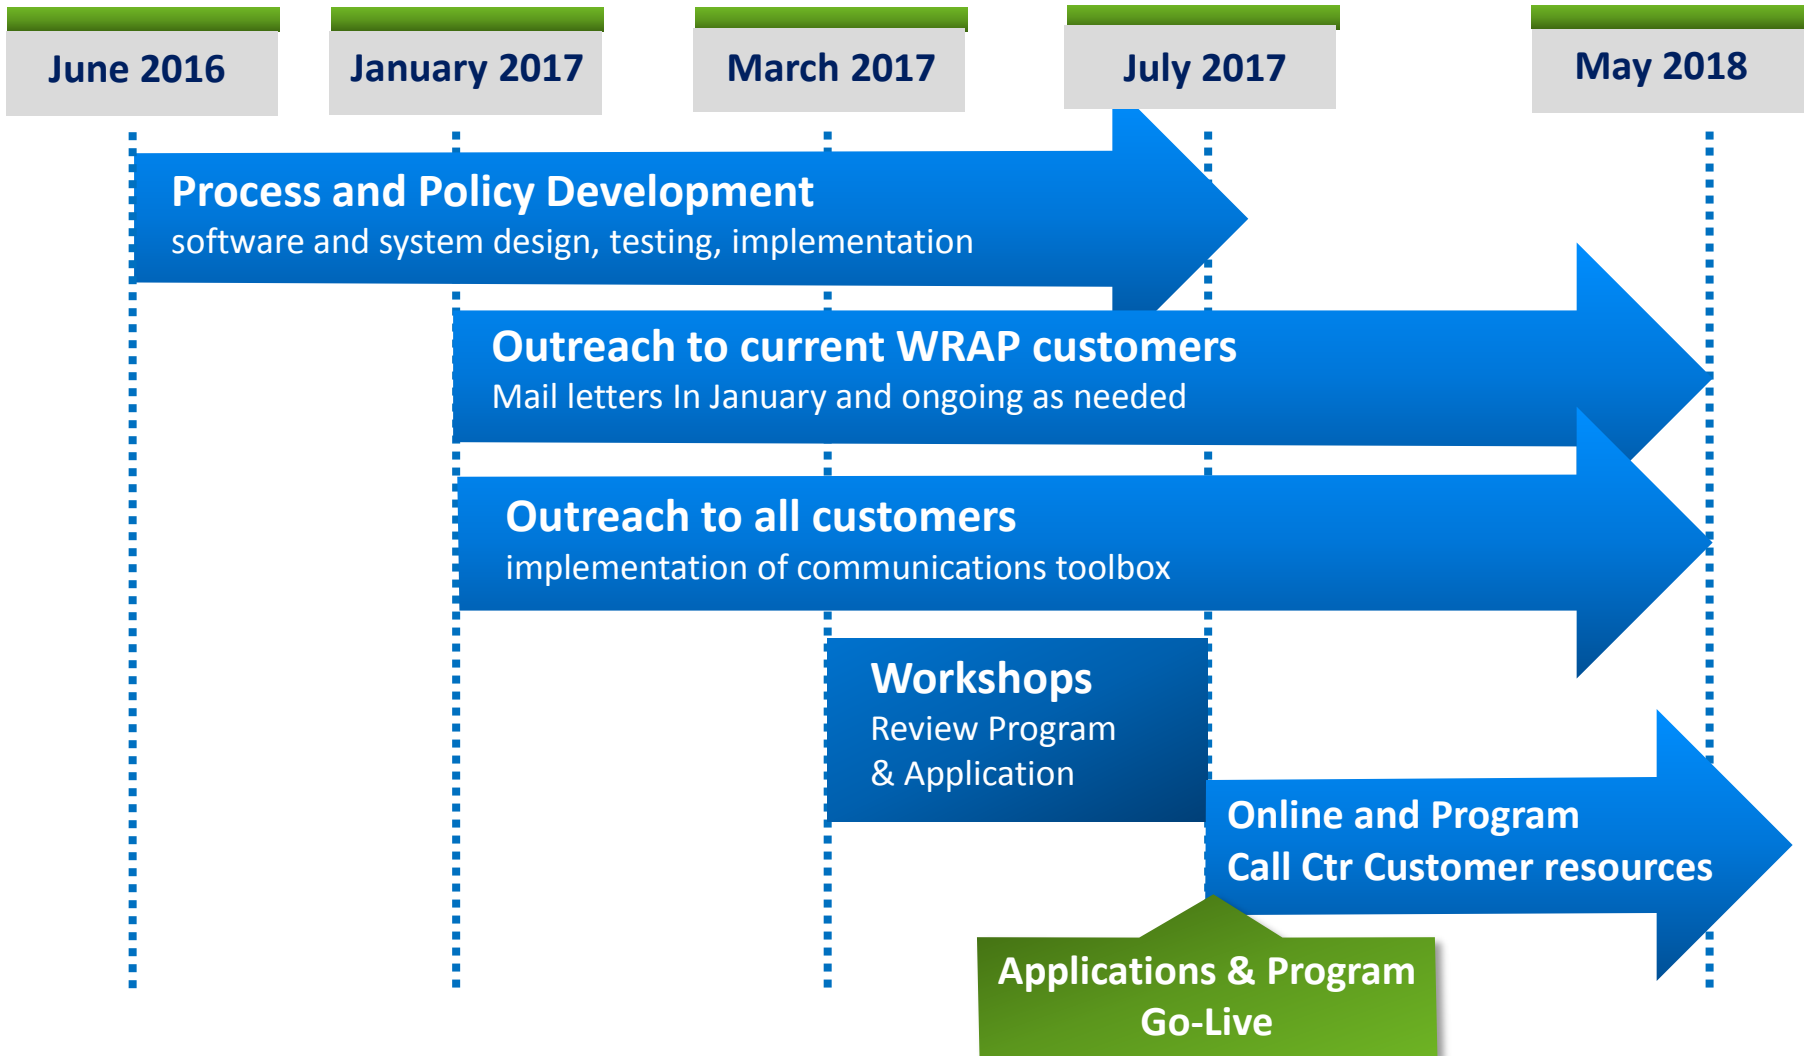 June 2016
January 2017
March 2017
July 2017
May 2018
Process and Policy Development
software and system design, testing, implementation
Outreach to current WRAP customers
Mail letters In January and ongoing as needed
Outreach to all customers
implementation of communications toolbox
Workshops
Review Program
& Application
Online and Program
Call Ctr Customer resources
Applications & Program
Go-Live